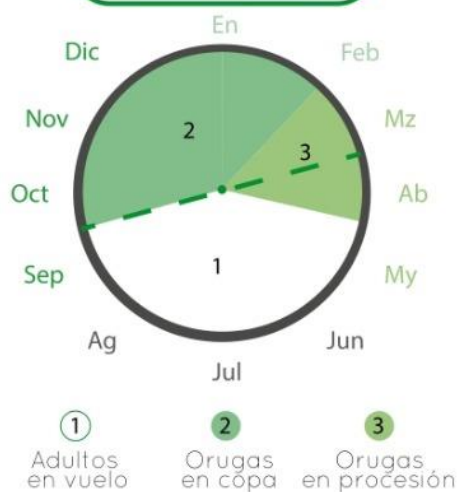 En
Dic
Feb
Nov
Mz
2
3
Oct
Ab
Sep
1
My
Ag
Jun
Jul
1
2
3
Adultos
en vuelo
Orugas
en copa
Orugas
en procesión